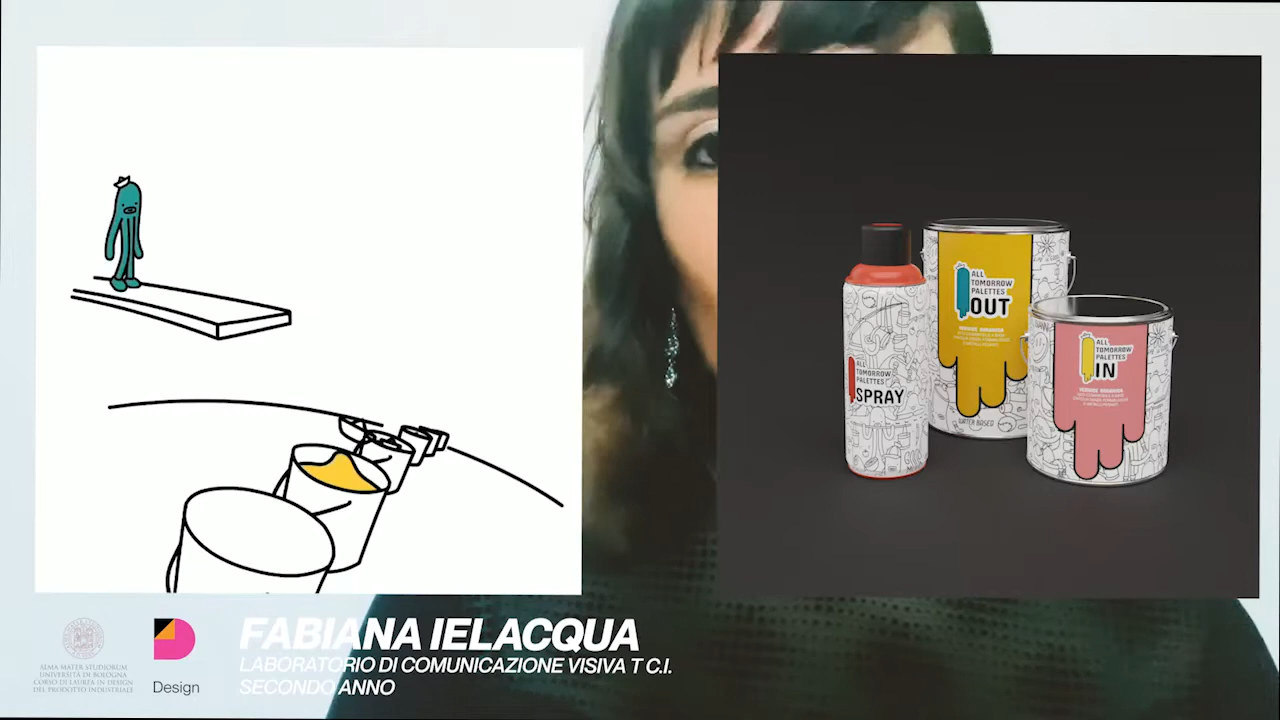 ALL
TOMORROW
PALETTES
OUT
WATER BASED
ALL
TOMORROW
PALETTES
IN
ALL
TOMORROW
PALETTES
SPRAY
FABIANA IELACQUA
LABORATORIO DI COMUNICAZIONE VISIVA T C.I.
SECONDO ANNO
ALMA MATER STUDIORUM
UNIVERSITÀ DI BOLOGNA
CORSO DI LAUREA IN DESIGN
DEL PRODOTTO INDUSTRIALE
Design